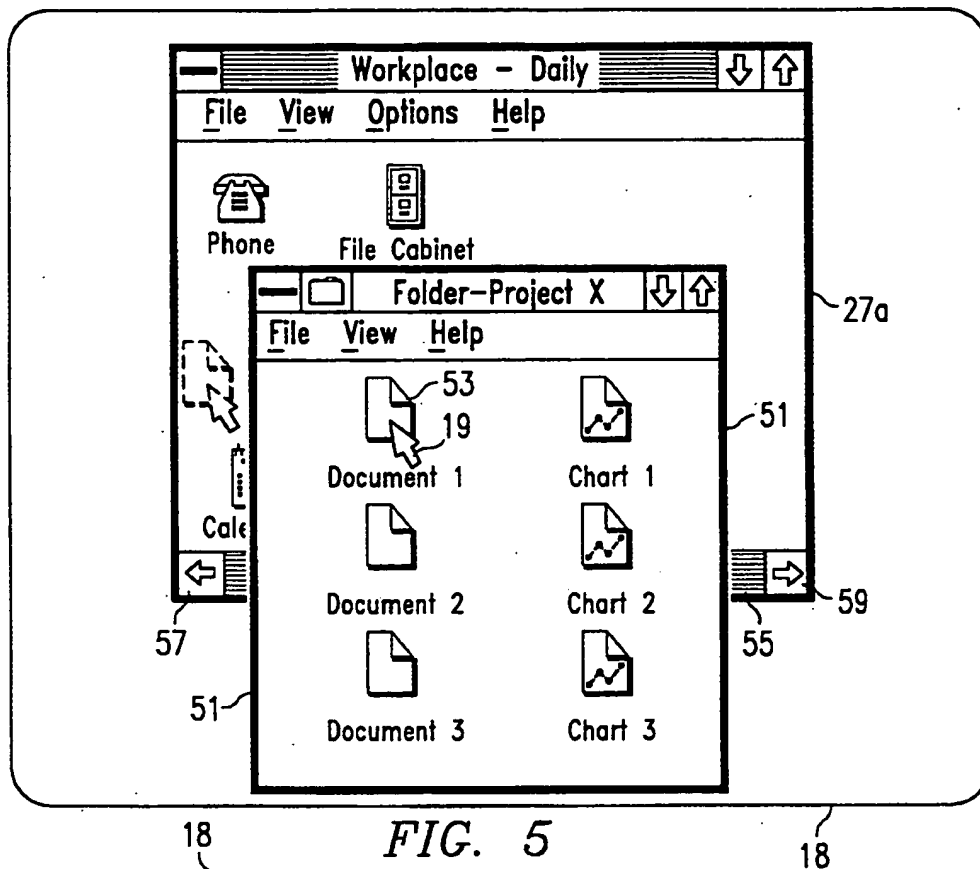 Workplace - Daily
File View Options Help
Phone File Cabinet
27a
Folder-Project X
File View Help
53
19
51
Document 1 Chart 1
Cale
Document 2 Chart 2
57 55 59
51
Document 3 Chart 3
18 FIG. 5 18